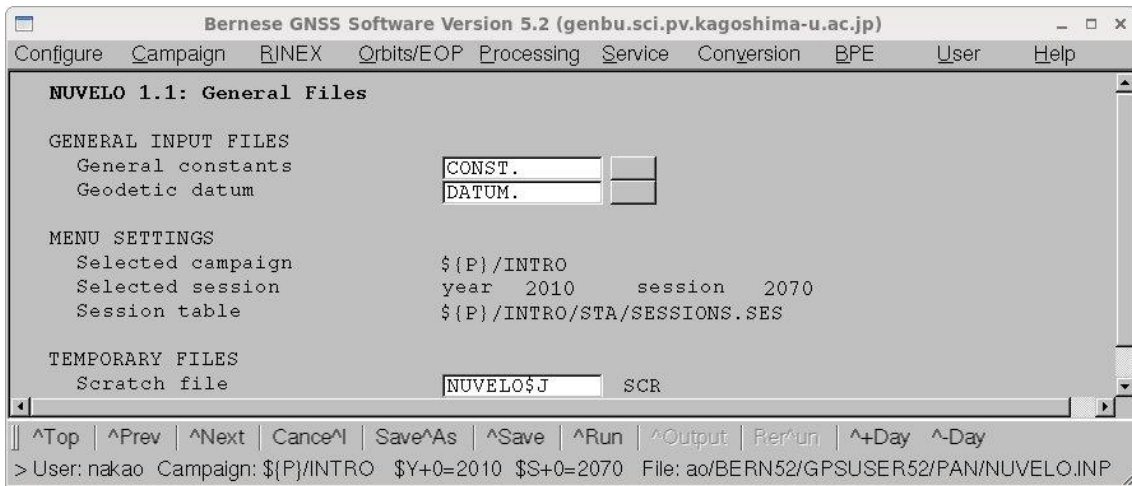 Bernese GNSS Software Version 5.2 (genbu.sci.pv.kagoshima-u.ac.jp)
Configure Campaign RINEX Orbits/EOP Processing Service Conversion BPE User Help
NUVELO 1.1: General Files
GENERAL INPUT FILES
General constants CONST.
Geodetic datum DATUM.
MENU SETTINGS
Selected campaign ${P}/INTRO
Selected session year 2010 session 2070
Session table ${P}/INTRO/STA/SESSIONS.SES
TEMPORARY FILES
Scratch file NUVELO$J SCR
^Top | ^Prev | ^Next | Cance^l | Save^As | ^Save | ^Run | ^Output | Rer^un | ^+Day ^-Day
> User: nakao Campaign: ${P}/INTRO $Y+0=2010 $S+0=2070 File: ao/BERN52/GPSUSER52/PAN/NUVELO.INP